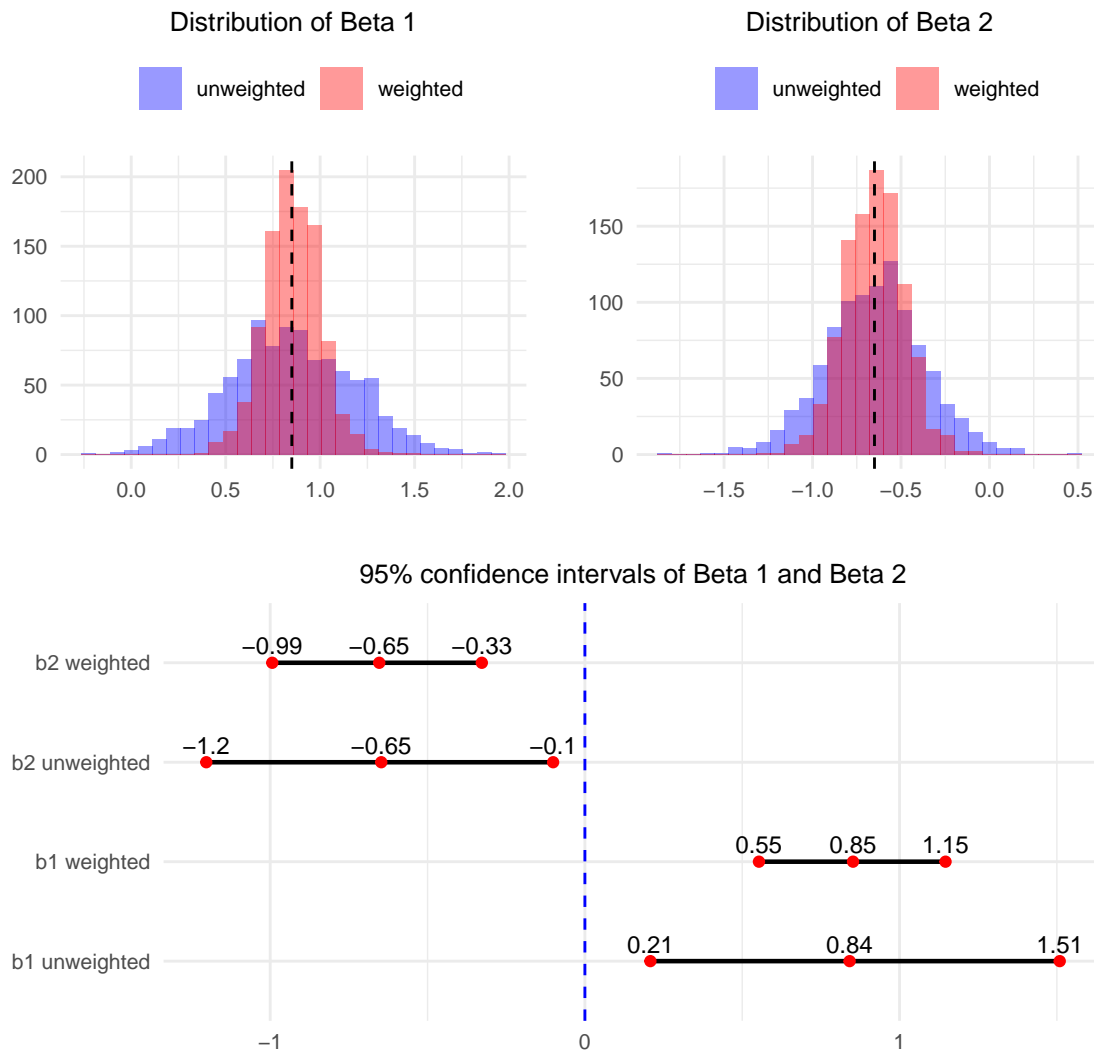 Distribution of Beta 1
Distribution of Beta 2
unweighted weighted
unweighted weighted
200
150
100
50
0
0.0 0.5 1.0 1.5 2.0
150
100
50
0
−1.5 −1.0 −0.5 0.0 0.5
95% confidence intervals of Beta 1 and Beta 2
b2 weighted −0.99 −0.65 −0.33
b2 unweighted −1.2 −0.65 −0.1
b1 weighted 0.55 0.85 1.15
b1 unweighted 0.21 0.84 1.51
−1 0 1